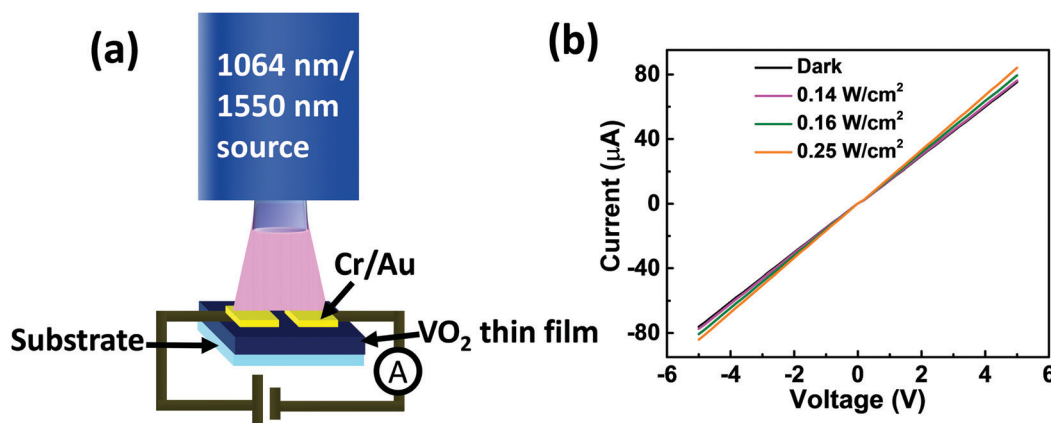 (a)
1064 nm/
1550 nm
source
Cr/Au
Substrate
VO₂ thin film
A
(b)
Dark
0.14 W/cm²
0.16 W/cm²
0.25 W/cm²
Current (μA)
80
40
0
-40
-80
-6 -4 -2 0 2 4 6
Voltage (V)